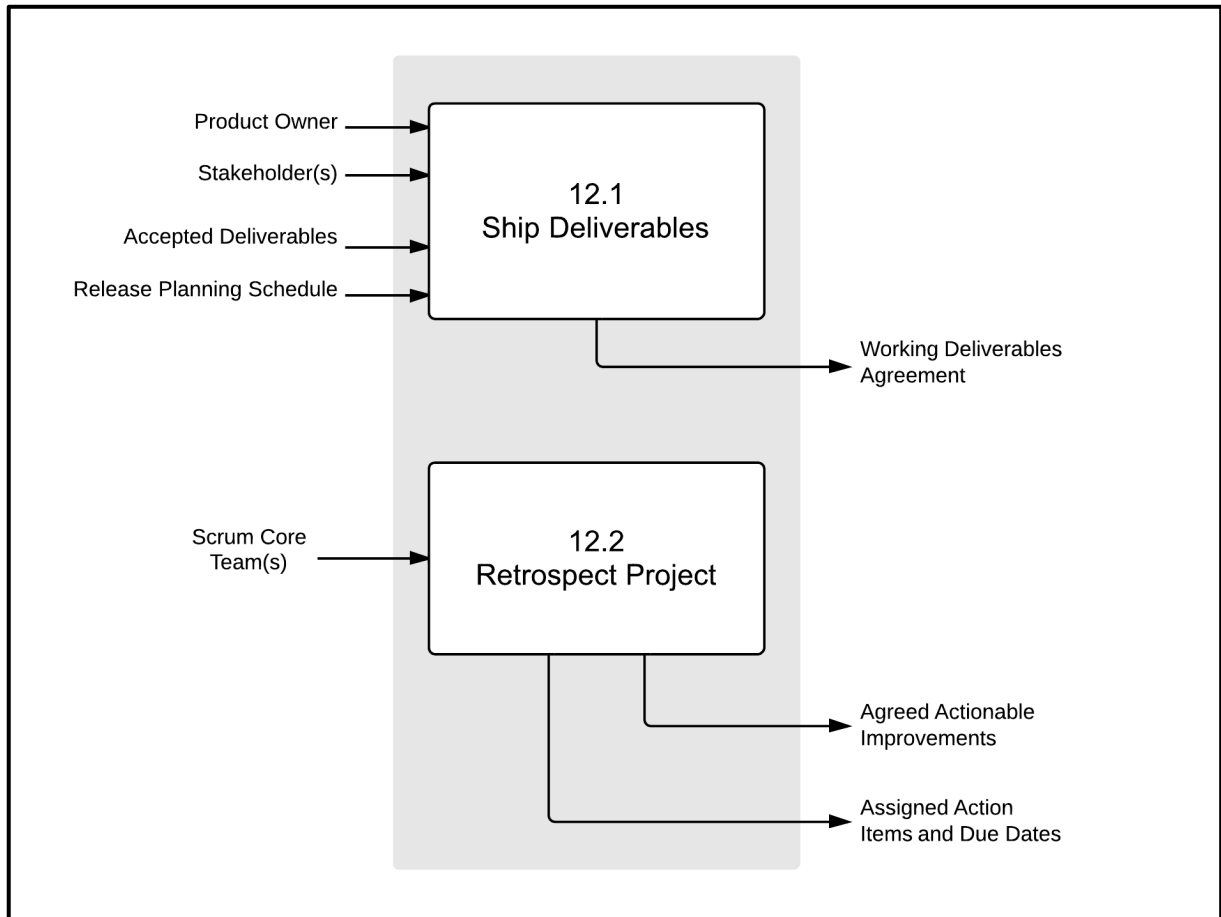 Product Owner
Stakeholder(s)
Accepted Deliverables
Release Planning Schedule
12.1
Ship Deliverables
Working Deliverables
Agreement
Scrum Core
Team(s)
12.2
Retrospect Project
Agreed Actionable
Improvements
Assigned Action
Items and Due Dates